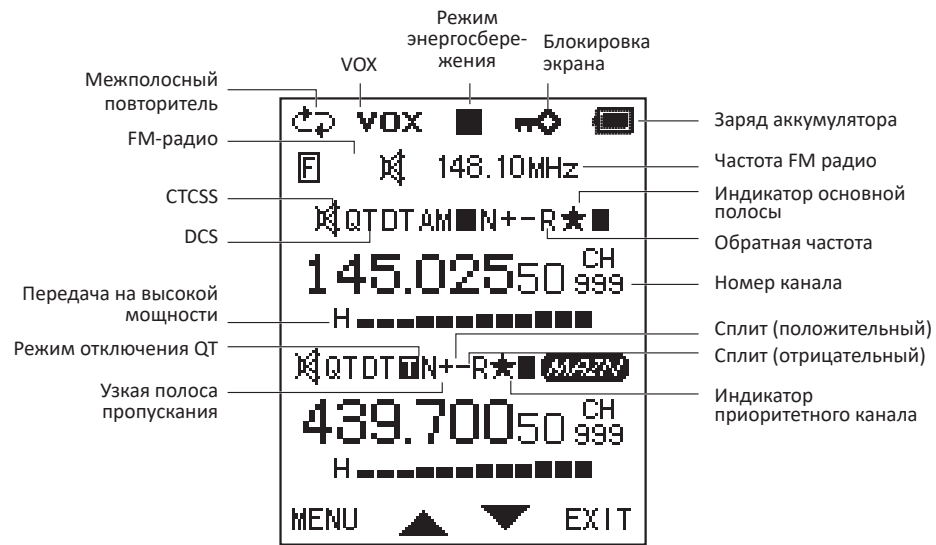 Режим
энергосбере-
жения
Блокировка
экрана
VOX
Межполосный
повторитель
FM-радио
CTCSS
DCS
Передача на высокой
мощности
Режим отключения QT
Узкая полоса
пропускания
VOX
F 148.10MHz
QTDTAM N+-R★
145.02550 CH
999
H
QTDT T N+-R★ MAIN
439.70050 CH
999
H
MENU EXIT
Заряд аккумулятора
Частота FM радио
Индикатор основной
полосы
Обратная частота
Номер канала
Сплит (положительный)
Сплит (отрицательный)
Индикатор
приоритетного канала